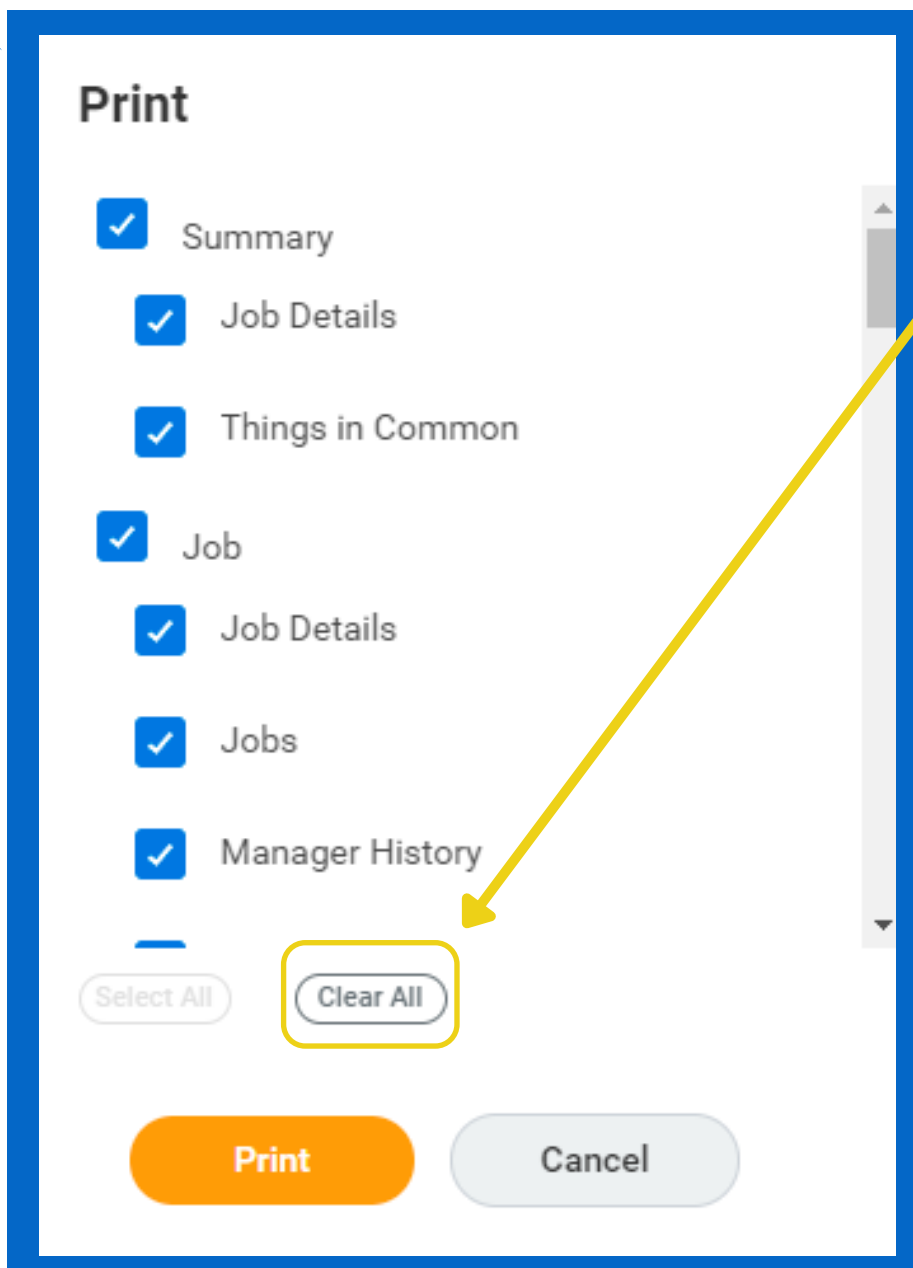 Print
Summary
Job Details
Things in Common
Job
Job Details
Jobs
Manager History
Select All
Clear All
Print
Cancel